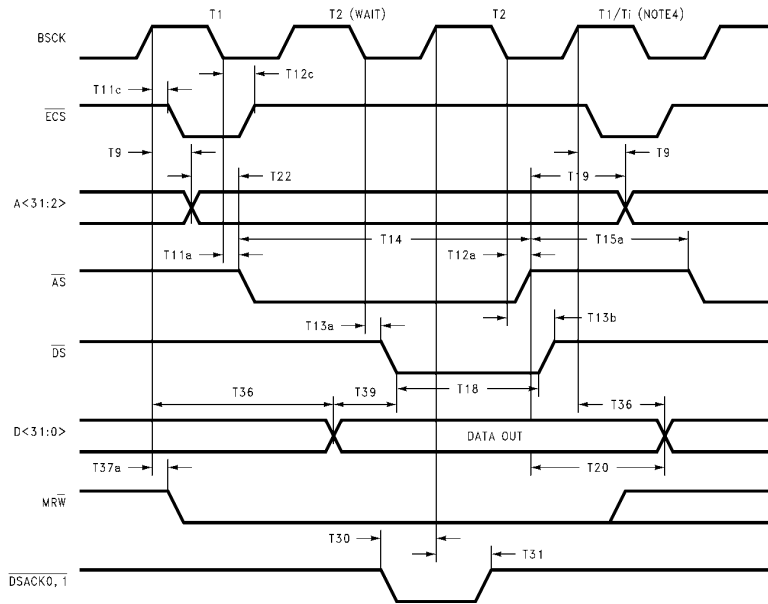 T1 T2 (WAIT) T2 T1/Ti (NOTE4)
BSCK
T11c T12c
ECS
T9 T9
T22 T19
A<31:2>
T14 T15a
T11a T12a
AS
T13a T13b
DS
T36 T39 T18 T36
D<31:0> DATA OUT
T37a T20
MRW
T30 T31
DSACK0, 1